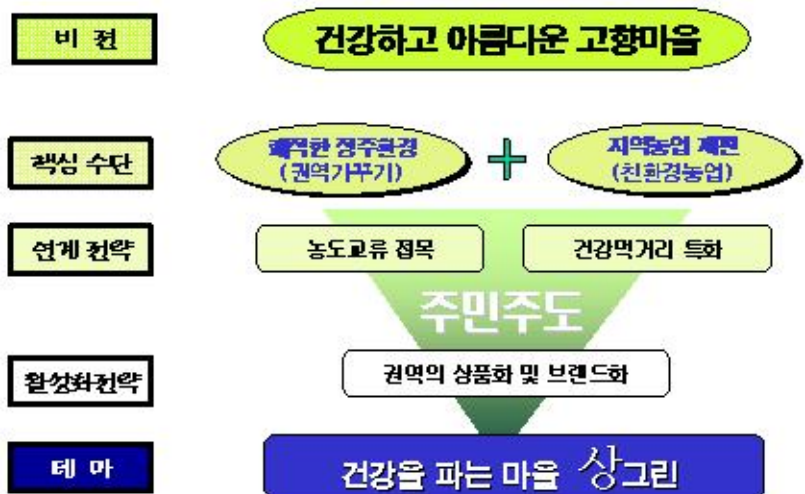 비 전
건강하고 아름다운 고향마을
핵심 수단
쾌적한 정주환경
(권역가꾸기)
+
지역농업 재편
(친환경농업)
연계 전략
농도교류 접목
건강먹거리 특화
주민주도
활성화전략
권역의 상품화 및 브랜드화
테 마
건강을 파는 마을 상그린